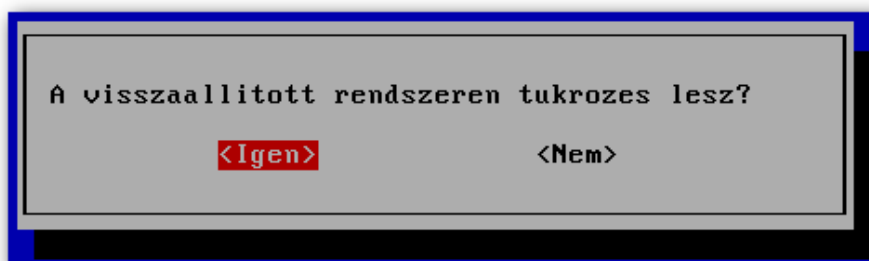 A visszaallitott rendszeren tukrozes lesz?
<Igen> <Nem>